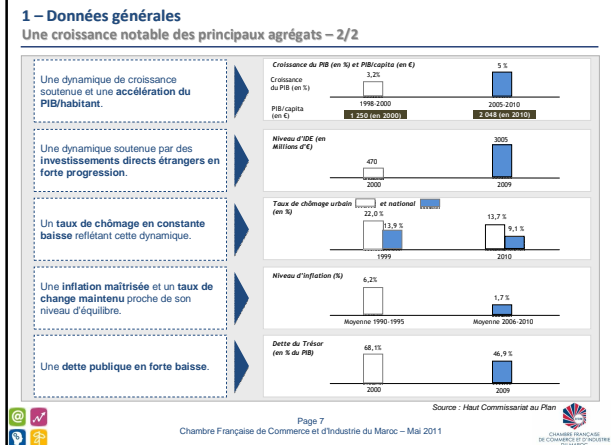 1 – Données générales
Une croissance notable des principaux agrégats – 2/2
Une dynamique de croissance
soutenue et une accélération du
PIB/habitant.
Croissance du PIB (en %) et PIB/capita (en €)
Croissance
du PIB (en %)
3,2%
5 %
1998-2000
2005-2010
PIB/capita
(en €)
1 250 (en 2000)
2 048 (en 2010)
Une dynamique soutenue par des
investissements directs étrangers en
forte progression.
Niveau d'IDE (en
Millions d'€)
470
3005
2000
2009
Un taux de chômage en constante
baisse reflétant cette dynamique.
Taux de chômage urbain et national
(en %)
22,0 %
13,9 %
13,7 %
9,1 %
1999
2010
Une inflation maîtrisée et un taux de
change maintenu proche de son
niveau d'équilibre.
Niveau d'inflation (%)
6,2%
1,7 %
Moyenne 1990-1995
Moyenne 2006-2010
Une dette publique en forte baisse.
Dette du Trésor
(en % du PIB)
68,1%
46,9 %
2000
2009
Source : Haut Commissariat au Plan
Page 7
Chambre Française de Commerce et d'Industrie du Maroc – Mai 2011
CHAMBRE FRANÇAISE
DE COMMERCE ET D'INDUSTRIE